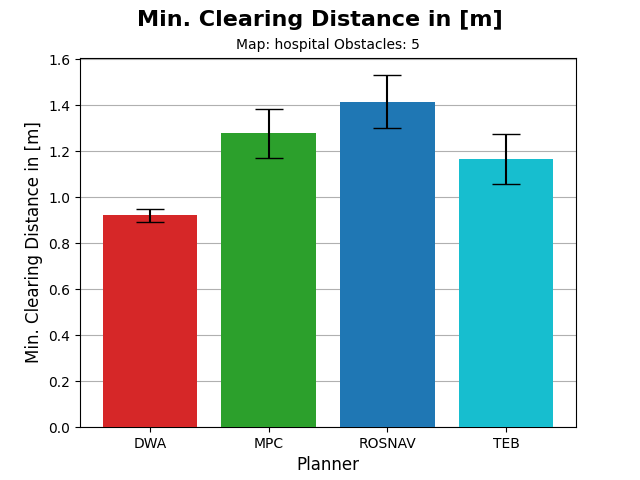 Min. Clearing Distance in [m]
Map: hospital Obstacles: 5
Min. Clearing Distance in [m]
1.6
1.4
1.2
1.0
0.8
0.6
0.4
0.2
0.0
DWA MPC ROSNAV TEB
Planner